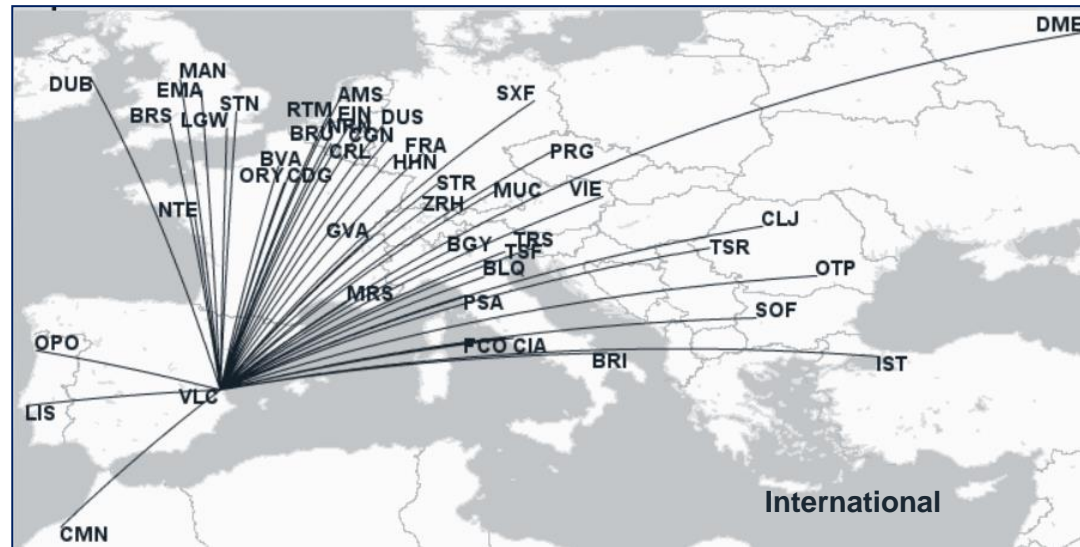 DME
MAN
DUB
EMA
AMS
SXF
STN
RTM
EIN
BRS
LGW
DUS
NRN
BRU
CGN
FRA
CRL
PRG
BVA
HHN
ORY
CDG
STR
MUC
VIE
ZRH
NTE
CLJ
GVA
TRS
BGY
TSR
TSF
BLQ
OTP
MRS
PSA
SOF
OPO
FCO
CIA
BRI
IST
VLC
LIS
International
CMN